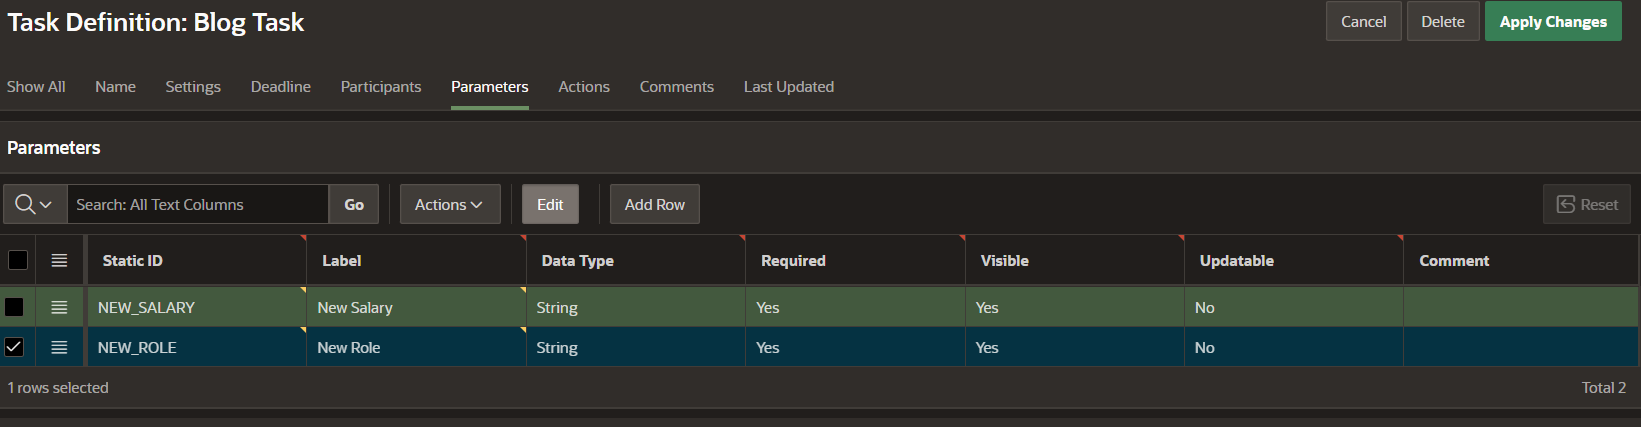 Task Definition: Blog Task
Cancel Delete Apply Changes
Show All Name Settings Deadline Participants Parameters Actions Comments Last Updated
Parameters
Search: All Text Columns Go Actions Edit Add Row Reset
Static ID Label Data Type Required Visible Updatable Comment
NEW_SALARY New Salary String Yes Yes No
NEW_ROLE New Role String Yes Yes No
1 rows selected Total 2